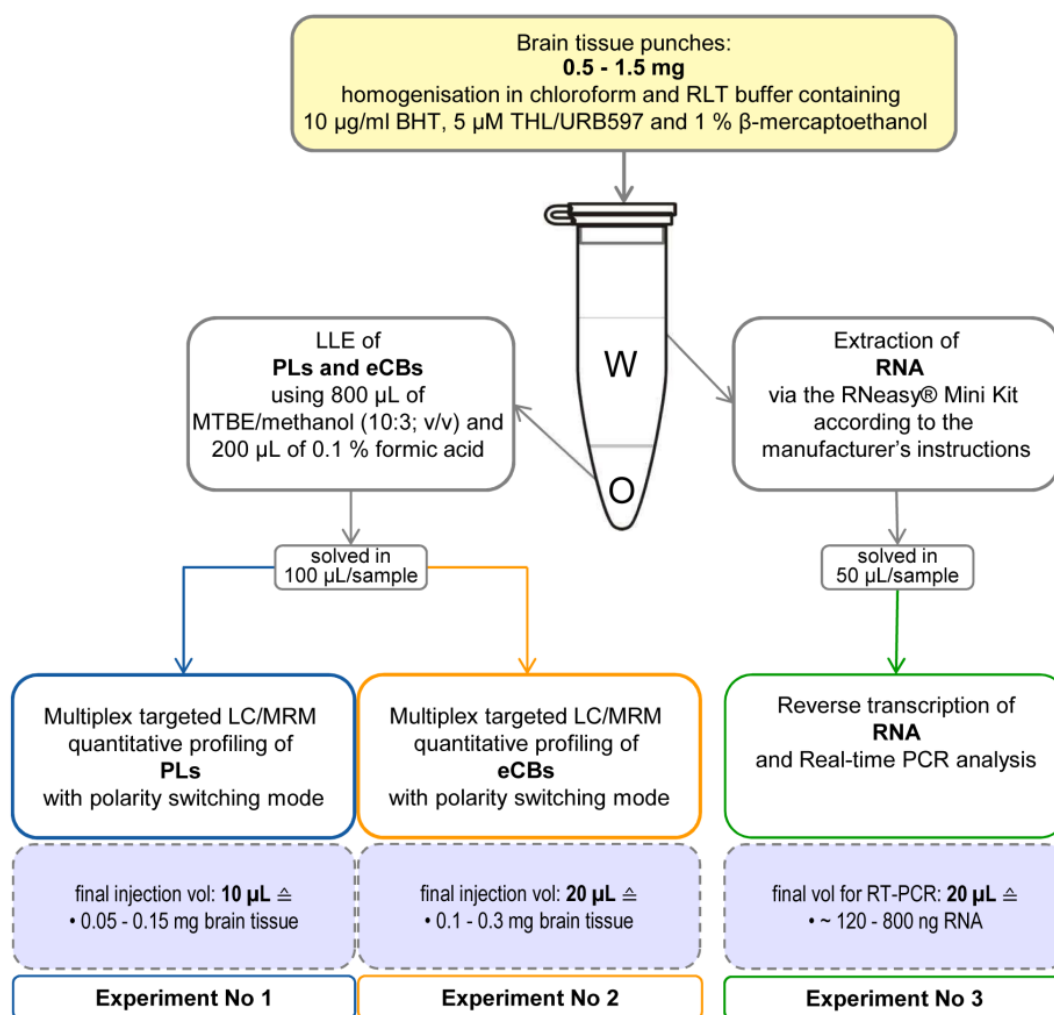 Brain tissue punches:
0.5 - 1.5 mg
homogenisation in chloroform and RLT buffer containing
10 µg/ml BHT, 5 µM THL/URB597 and 1 % β-mercaptoethanol
W
O
LLE of
PLs and eCBs
using 800 µL of
MTBE/methanol (10:3; v/v) and
200 µL of 0.1 % formic acid
Extraction of
RNA
via the RNeasy® Mini Kit
according to the
manufacturer's instructions
solved in
100 µL/sample
solved in
50 µL/sample
Multiplex targeted LC/MRM
quantitative profiling of
PLs
with polarity switching mode
Multiplex targeted LC/MRM
quantitative profiling of
eCBs
with polarity switching mode
Reverse transcription of
RNA
and Real-time PCR analysis
final injection vol: 10 µL ≙
• 0.05 - 0.15 mg brain tissue
final injection vol: 20 µL ≙
• 0.1 - 0.3 mg brain tissue
final vol for RT-PCR: 20 µL ≙
• ~ 120 - 800 ng RNA
Experiment No 1
Experiment No 2
Experiment No 3